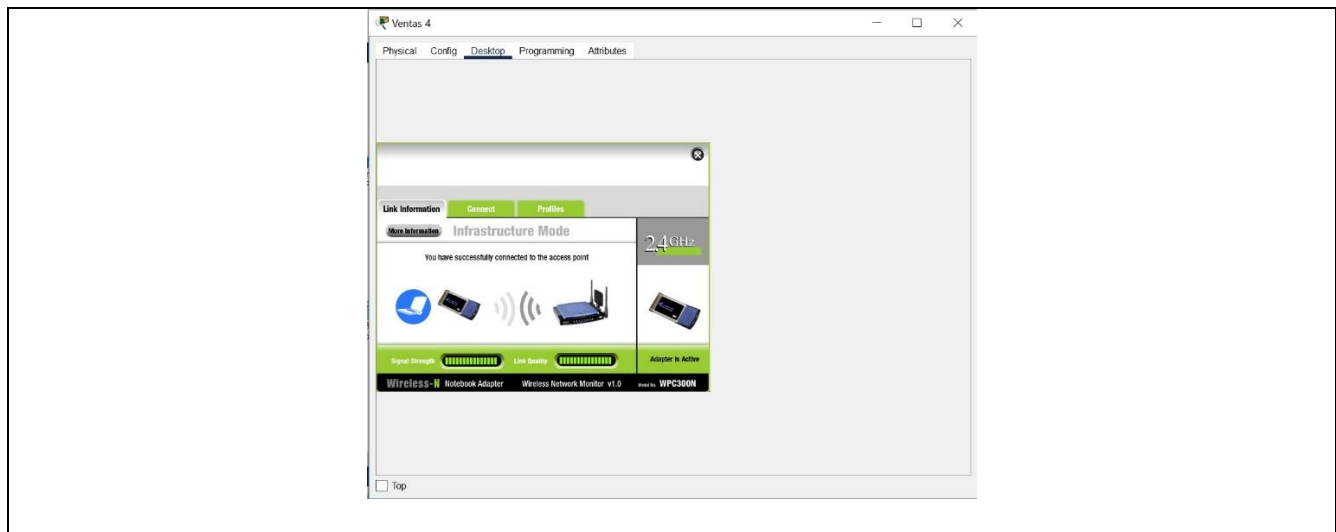 Ventas 4
Physical Config Desktop Programming Attributes
Link Information Connect Profiles
More Information Infrastructure Mode
2.4GHz
You have successfully connected to the access point
Signal Strength Link Quality Adapter is Active
Wireless-N Notebook Adapter Wireless Network Monitor v1.0 Model No. WPC300N
Top